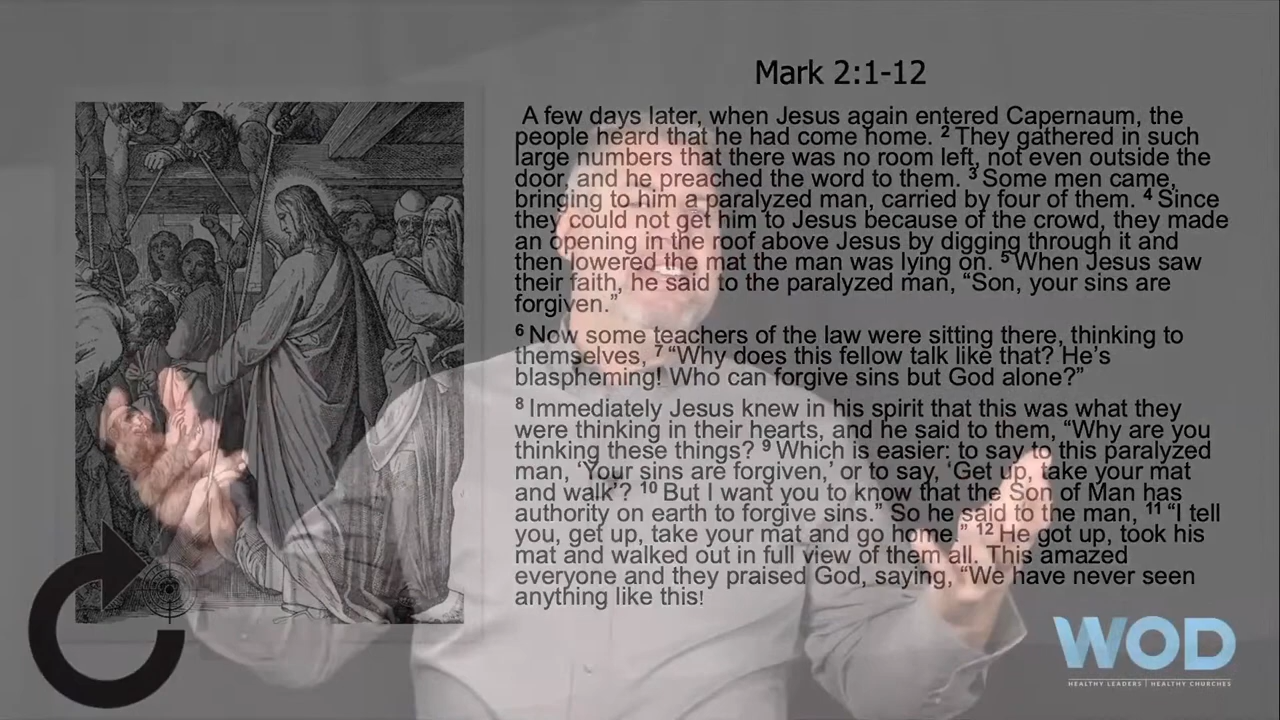 Mark 2:1-12
A few days later, when Jesus again entered Capernaum, the
people heard that he had come home. 2 They gathered in such
large numbers that there was no room left, not even outside the
door, and he preached the word to them. 3 Some men came,
bringing to him a paralyzed man, carried by four of them. 4 Since
they could not get him to Jesus because of the crowd, they made
an opening in the roof above Jesus by digging through it and
then lowered the mat the man was lying on. 5 When Jesus saw
their faith, he said to the paralyzed man, “Son, your sins are
forgiven.”
6 Now some teachers of the law were sitting there, thinking to
themselves, 7 “Why does this fellow talk like that? He’s
blaspheming! Who can forgive sins but God alone?”
8 Immediately Jesus knew in his spirit that this was what they
were thinking in their hearts, and he said to them, “Why are you
thinking these things? 9 Which is easier: to say to this paralyzed
man, ‘Your sins are forgiven,’ or to say, ‘Get up, take your mat
and walk’? 10 But I want you to know that the Son of Man has
authority on earth to forgive sins.” So he said to the man, 11 “I tell
you, get up, take your mat and go home.” 12 He got up, took his
mat and walked out in full view of them all. This amazed
everyone and they praised God, saying, “We have never seen
anything like this!
WOD
HEALTHY LEADERS | HEALTHY CHURCHES